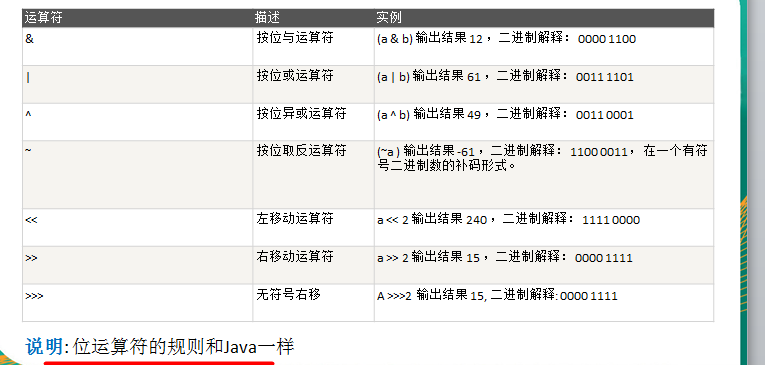 运算符 描述 实例
& 按位与运算符 (a & b) 输出结果 12 ，二进制解释： 0000 1100
| 按位或运算符 (a | b) 输出结果 61 ，二进制解释： 0011 1101
^ 按位异或运算符 (a ^ b) 输出结果 49 ，二进制解释： 0011 0001
~ 按位取反运算符 (~a ) 输出结果 -61 ，二进制解释： 1100 0011， 在一个有符
号二进制数的补码形式。
<< 左移动运算符 a << 2 输出结果 240 ，二进制解释： 1111 0000
>> 右移动运算符 a >> 2 输出结果 15 ，二进制解释： 0000 1111
>>> 无符号右移 A >>>2 输出结果 15, 二进制解释: 0000 1111
说明: 位运算符的规则和Java一样